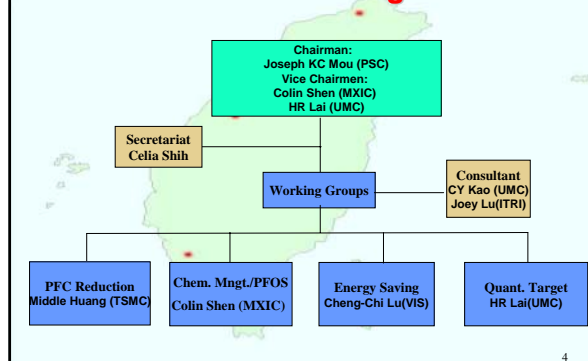 Chairman:
Joseph KC Mou (PSC)
Vice Chairmen:
Colin Shen (MXIC)
HR Lai (UMC)
Secretariat
Celia Shih
Working Groups
Consultant
CY Kao (UMC)
Joey Lu(ITRI)
PFC Reduction
Middle Huang (TSMC)
Chem. Mngt./PFOS
Colin Shen (MXIC)
Energy Saving
Cheng-Chi Lu(VIS)
Quant. Target
HR Lai(UMC)
4